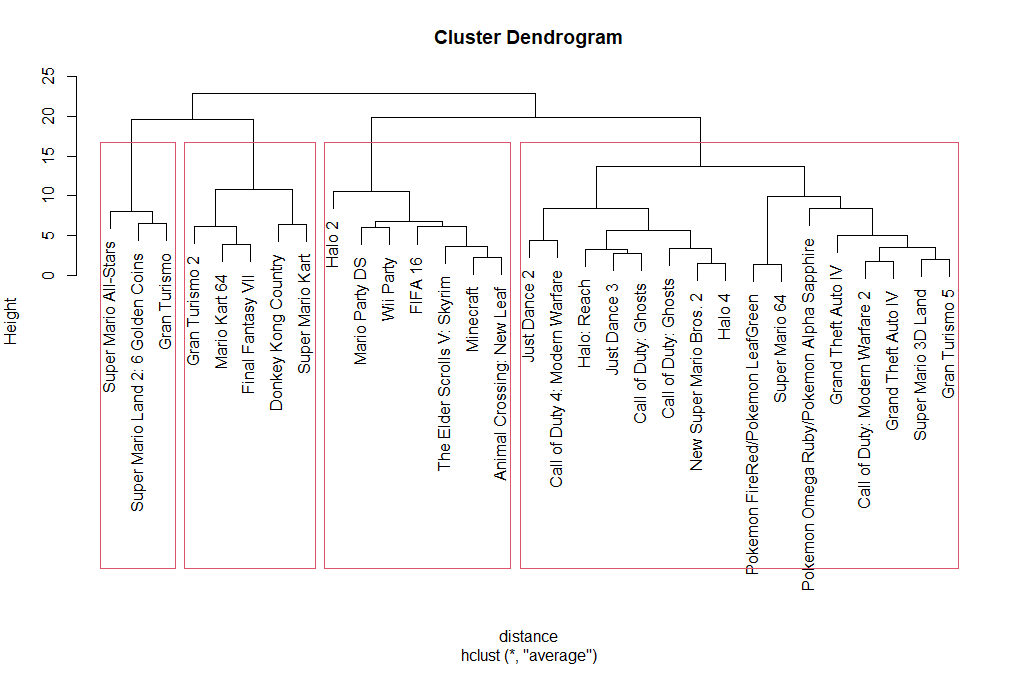 Cluster Dendrogram
Height
25
20
15
10
5
0
Super Mario All-Stars
Super Mario Land 2: 6 Golden Coins
Gran Turismo
Gran Turismo 2
Mario Kart 64
Final Fantasy VII
Donkey Kong Country
Super Mario Kart
Halo 2
Mario Party DS
Wii Party
FIFA 16
The Elder Scrolls V: Skyrim
Minecraft
Animal Crossing: New Leaf
Just Dance 2
Call of Duty 4: Modern Warfare
Halo: Reach
Just Dance 3
Call of Duty: Ghosts
Call of Duty: Ghosts
New Super Mario Bros. 2
Halo 4
Pokemon FireRed/Pokemon LeafGreen
Super Mario 64
Pokemon Omega Ruby/Pokemon Alpha Sapphire
Grand Theft Auto IV
Call of Duty: Modern Warfare 2
Grand Theft Auto IV
Super Mario 3D Land
Gran Turismo 5
distance
hclust (*, "average")